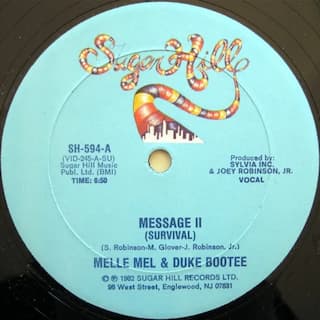 Sugar Hill
SH-594-A
(VID-245-A-SU)
Sugar Hill Music
Publ. Ltd. (BMI)
TIME: 6:50
Produced by:
SYLVIA INC.
& JOEY ROBINSON, JR.
VOCAL
MESSAGE II
(SURVIVAL)
(S. Robinson-M. Glover-J. Robinson. Jr.)
MELLE MEL & DUKE BOOTEE
© ℗ 1982 SUGAR HILL RECORDS LTD.
96 West Street, Englewood, NJ 07631